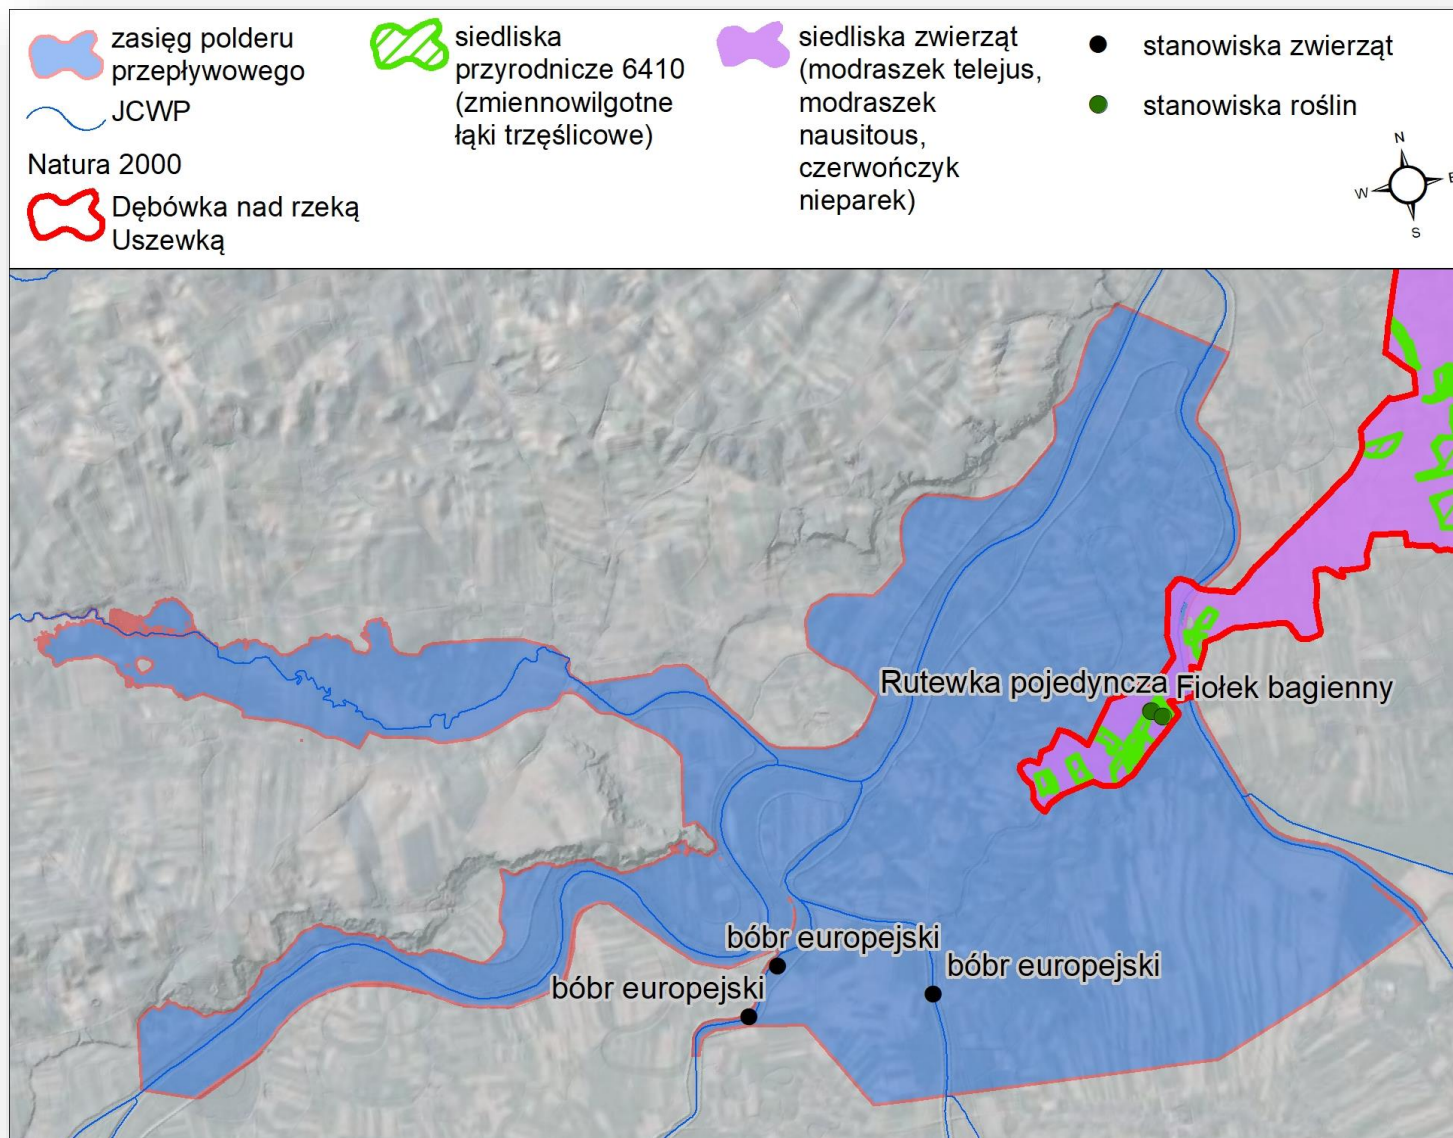 zasięg polderu
przepływowego
JCWP
Natura 2000
Dębówka nad rzeką
Uszewką
siedliska
przyrodnicze 6410
(zmiennowilgotne
łąki trzęślicowe)
siedliska zwierząt
(modraszek telejus,
modraszek
nausitous,
czerwończyk
nieparek)
stanowiska zwierząt
stanowiska roślin
N
W
E
S
Rutewka pojedyncza
Fiołek bagienny
bóbr europejski
bóbr europejski
bóbr europejski